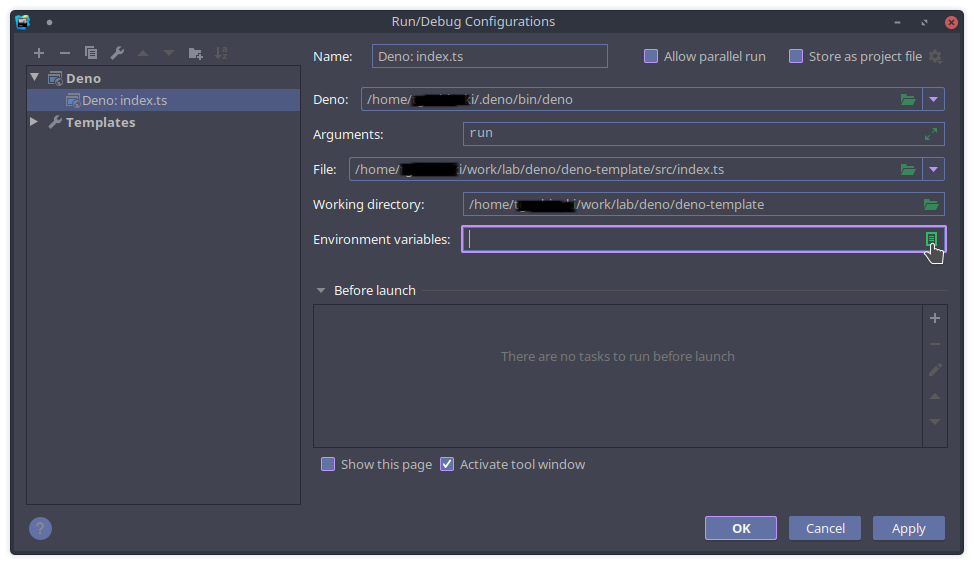 Run/Debug Configurations
Name: Deno: index.ts Allow parallel run Store as project file
Deno
Deno: index.ts
Templates
Deno: /home/ /.deno/bin/deno
Arguments: run
File: /home/ /work/lab/deno/deno-template/src/index.ts
Working directory: /home/ /work/lab/deno/deno-template
Environment variables:
Before launch
There are no tasks to run before launch
Show this page Activate tool window
? OK Cancel Apply